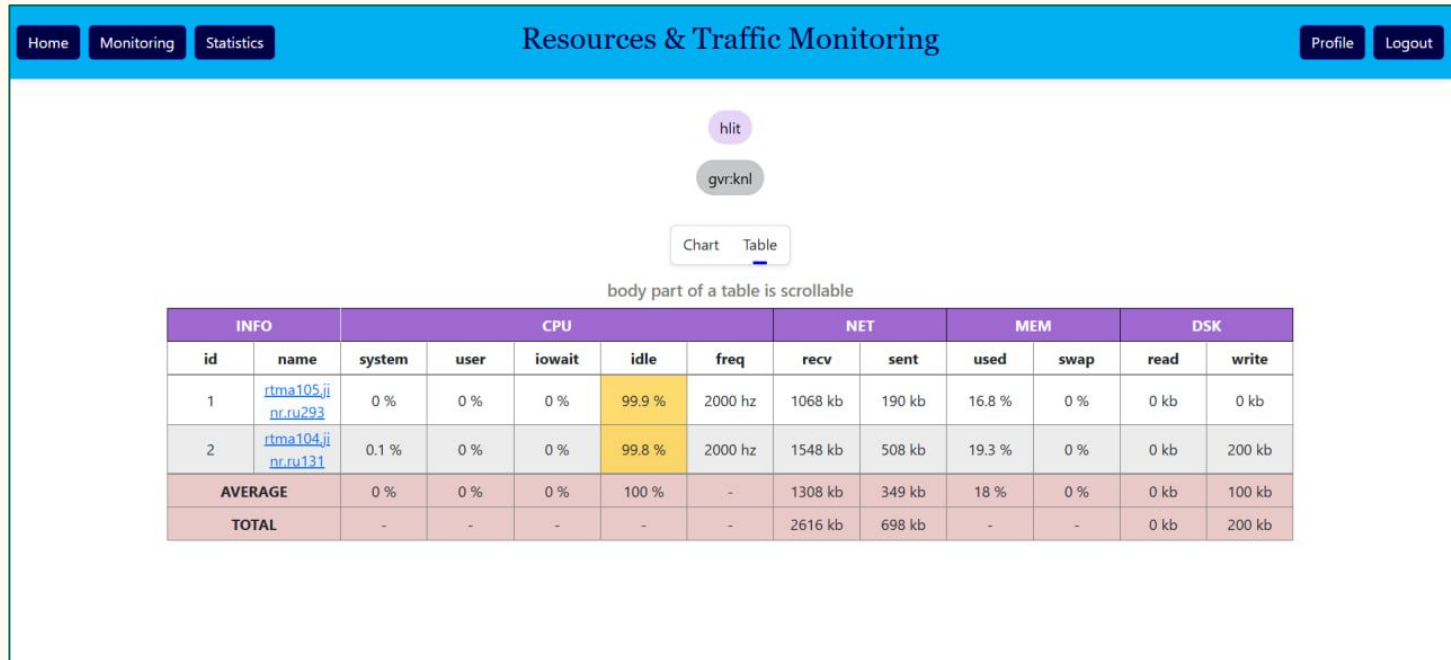 Home Monitoring Statistics Resources & Traffic Monitoring Profile Logout
hlit
gvr:knl
Chart Table
body part of a table is scrollable
INFO CPU NET MEM DSK
id name system user iowait idle freq recv sent used swap read write
1 rtma105.ji
nr.ru293 0 % 0 % 0 % 99.9 % 2000 hz 1068 kb 190 kb 16.8 % 0 % 0 kb 0 kb
2 rtma104.ji
nr.ru131 0.1 % 0 % 0 % 99.8 % 2000 hz 1548 kb 508 kb 19.3 % 0 % 0 kb 200 kb
AVERAGE 0 % 0 % 0 % 100 % - 1308 kb 349 kb 18 % 0 % 0 kb 100 kb
TOTAL - - - - - 2616 kb 698 kb - - 0 kb 200 kb